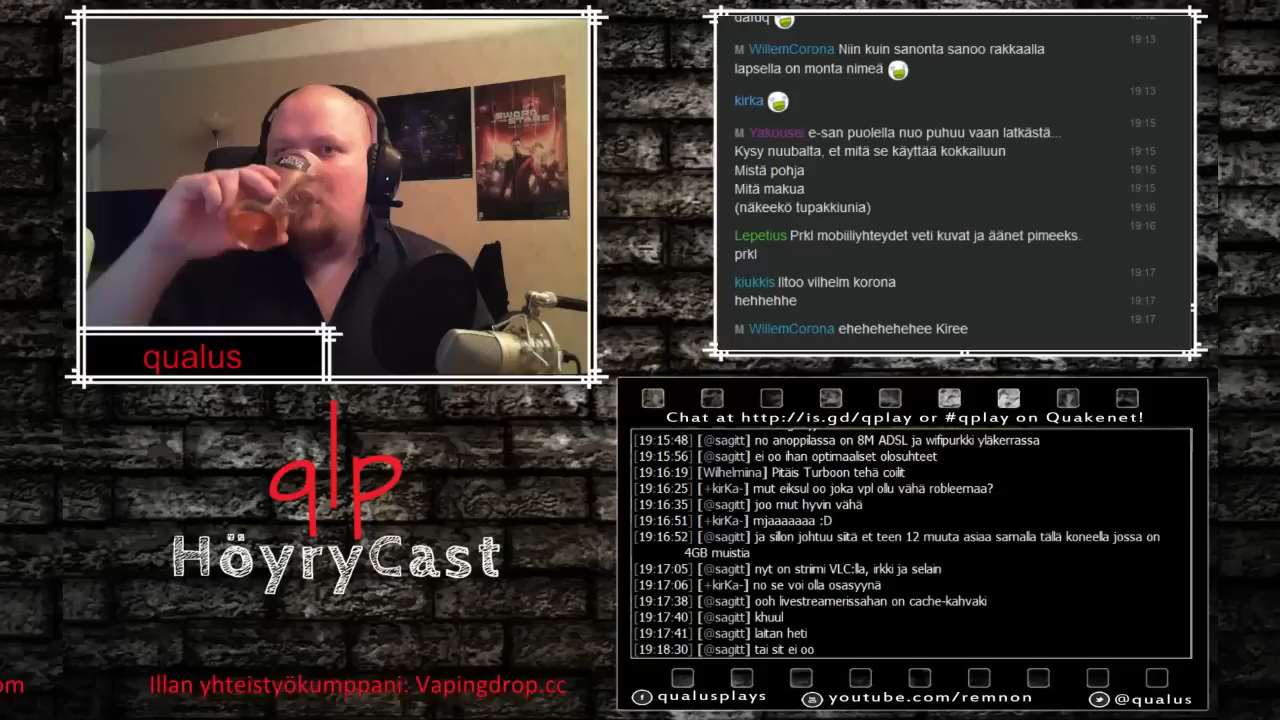 SWORD
STARS
qualus
dafuq
19:12
WillemCorona Niin kuin sanonta sanoo rakkaalla
19:13
lapsella on monta nimeä
kirka
19:13
Yakousei e-san puolella nuo puhuu vaan latkästä...
19:15
Kysy nuubalta, et mitä se käyttää kokkailuun
19:15
Mistä pohja
19:15
Mitä makua
19:15
(näkeekö tupakkiunia)
19:16
Lepetius Prkl mobiiliyhteydet veti kuvat ja äänet pimeeks.
19:16
prkl
kiukkis Iltoo vilhelm korona
19:17
hehhehhe
19:17
WillemCorona ehehehehehee Kiree
19:17
qlp
HöyryCast
om
Illan yhteistyökumppani: Vapingdrop.cc
Chat at http://is.gd/qplay or #qplay on Quakenet!
[19:15:48] [@sagitt] no anoppilassa on 8M ADSL ja wifipurkki yläkerrassa
[19:15:56] [@sagitt] ei oo ihan optimaaliset olosuhteet
[19:16:19] [Wilhelmina] Pitäis Turboon tehä coilit
[19:16:25] [+kirKa-] mut eiksul oo joka vpl ollu vähä robleemaa?
[19:16:35] [@sagitt] joo mut hyvin vähä
[19:16:51] [+kirKa-] mjaaaaaaa :D
[19:16:52] [@sagitt] ja sillon johtuu siitä et teen 12 muuta asiaa samalla tällä koneella jossa on
4GB muistia
[19:17:05] [@sagitt] nyt on striimi VLC:lla, irkki ja selain
[19:17:06] [+kirKa-] no se voi olla osasyynä
[19:17:38] [@sagitt] ooh livestreamerissahan on cache-kahvaki
[19:17:40] [@sagitt] khuul
[19:17:41] [@sagitt] laitan heti
[19:18:30] [@sagitt] tai sit ei oo
qualusplays
youtube.com/remnon
@qualus